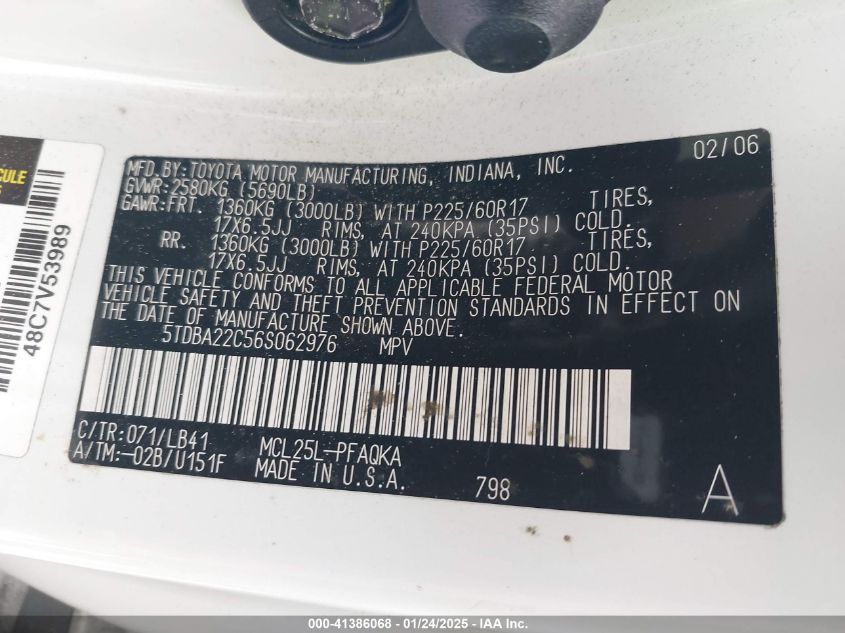 CULE
48C7V53989
MFD.BY:TOYOTA MOTOR MANUFACTURING, INDIANA, INC. 02/06
GVWR:2580KG (5690LB)
GAWR:FRT. 1360KG (3000LB) WITH P225/60R17 TIRES,
17X6.5JJ RIMS, AT 240KPA (35PSI) COLD.
RR. 1360KG (3000LB) WITH P225/60R17 TIRES,
17X6.5JJ RIMS, AT 240KPA (35PSI) COLD.
THIS VEHICLE CONFORMS TO ALL APPLICABLE FEDERAL MOTOR
VEHICLE SAFETY AND THEFT PREVENTION STANDARDS IN EFFECT ON
THE DATE OF MANUFACTURE SHOWN ABOVE.
5TDBA22C56S062976 MPV
C/TR:071/LB41 MCL25L-PFAQKA
A/TM:-02B/U151F MADE IN U.S.A. 798 A
000-41386068 - 01/24/2025 - IAA Inc.